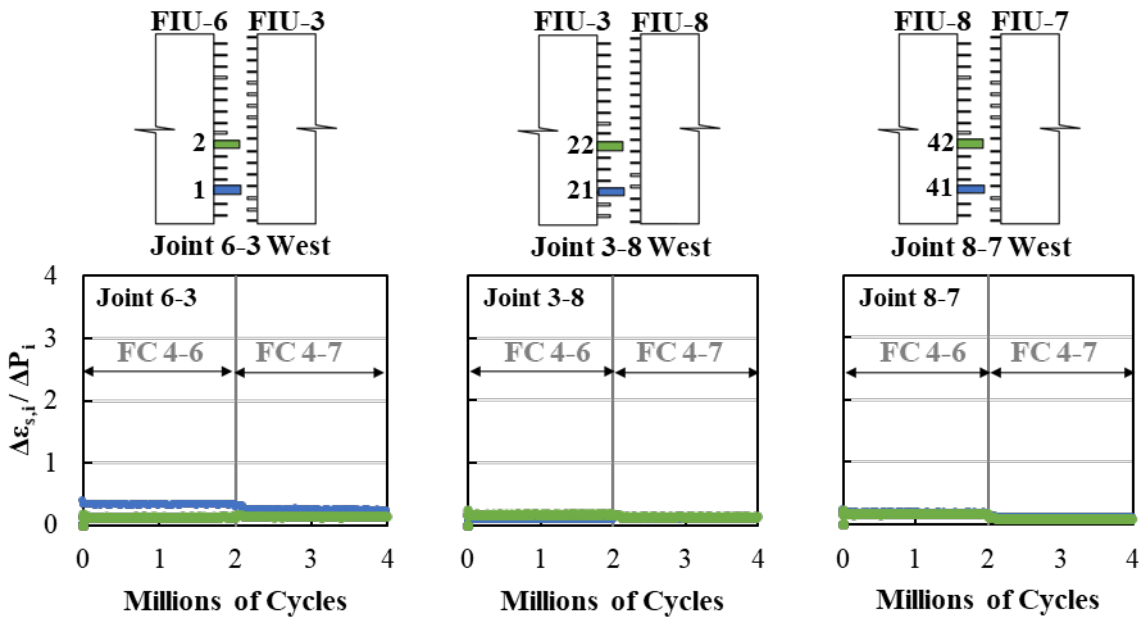 FIU-6 FIU-3 FIU-3 FIU-8 FIU-8 FIU-7
2 22 42
1 21 41
Joint 6-3 West Joint 3-8 West Joint 8-7 West
Δε_s,i / ΔP_i
4
3
2
1
0
Joint 6-3 Joint 3-8 Joint 8-7
FC 4-6 FC 4-7 FC 4-6 FC 4-7 FC 4-6 FC 4-7
0 1 2 3 4 0 1 2 3 4 0 1 2 3 4
Millions of Cycles Millions of Cycles Millions of Cycles